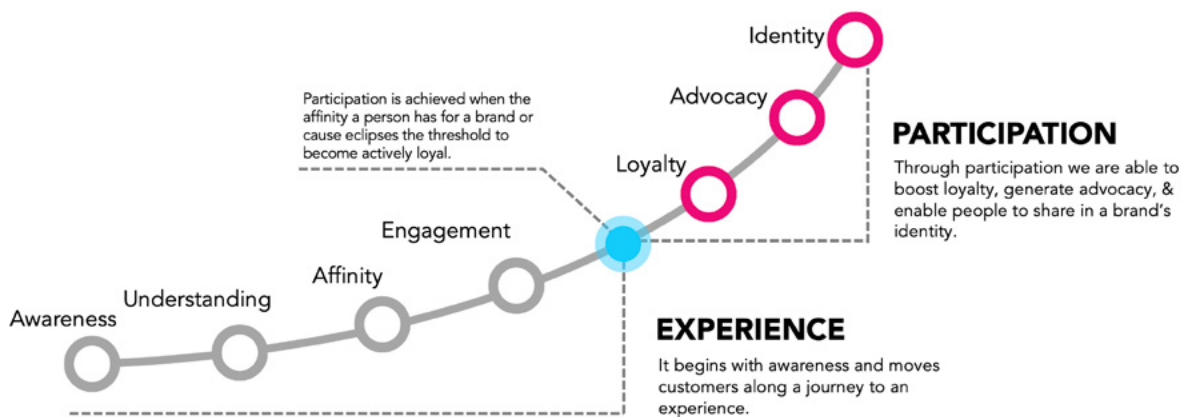 Identity
Advocacy
Participation is achieved when the
affinity a person has for a brand or
cause eclipses the threshold to
become actively loyal.
PARTICIPATION
Through participation we are able to
boost loyalty, generate advocacy, &
enable people to share in a brand's
identity.
Loyalty
Engagement
Affinity
Understanding
Awareness
EXPERIENCE
It begins with awareness and moves
customers along a journey to an
experience.